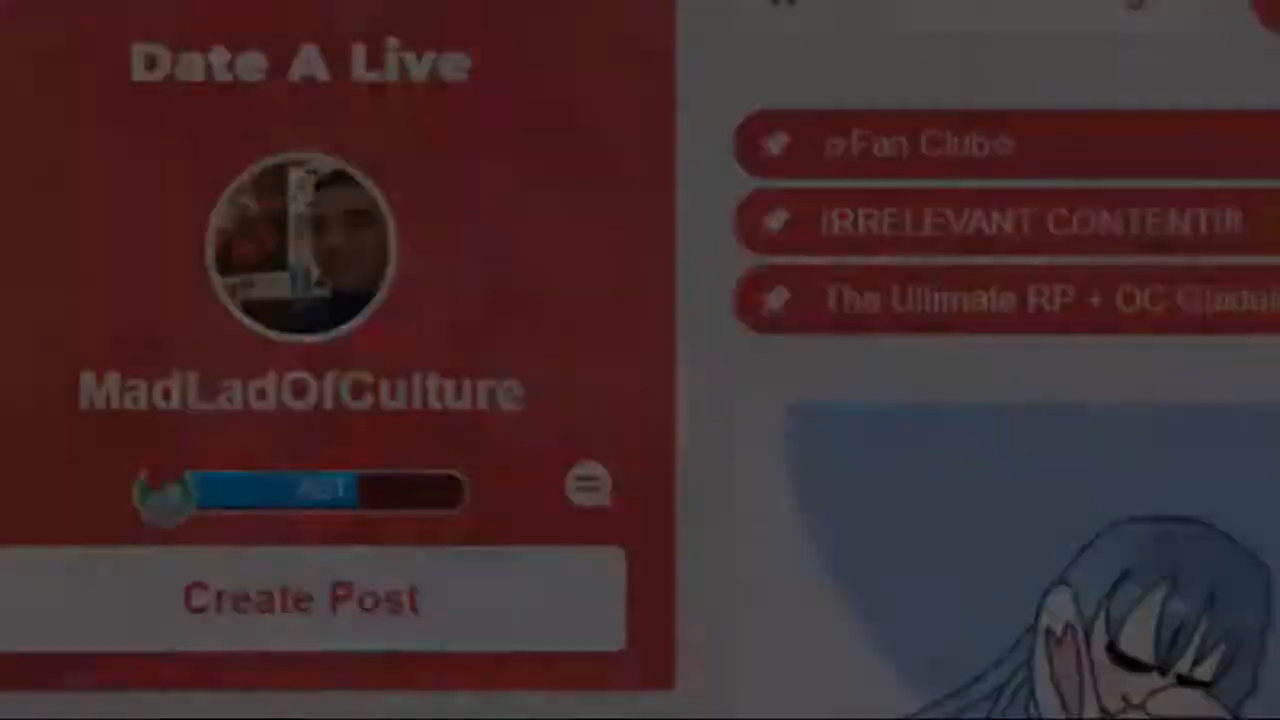 Date A Live
MadLadOfCulture
Create Post
Fan Club
IRRELEVANT CONTENT
The Ultimate RP + OC